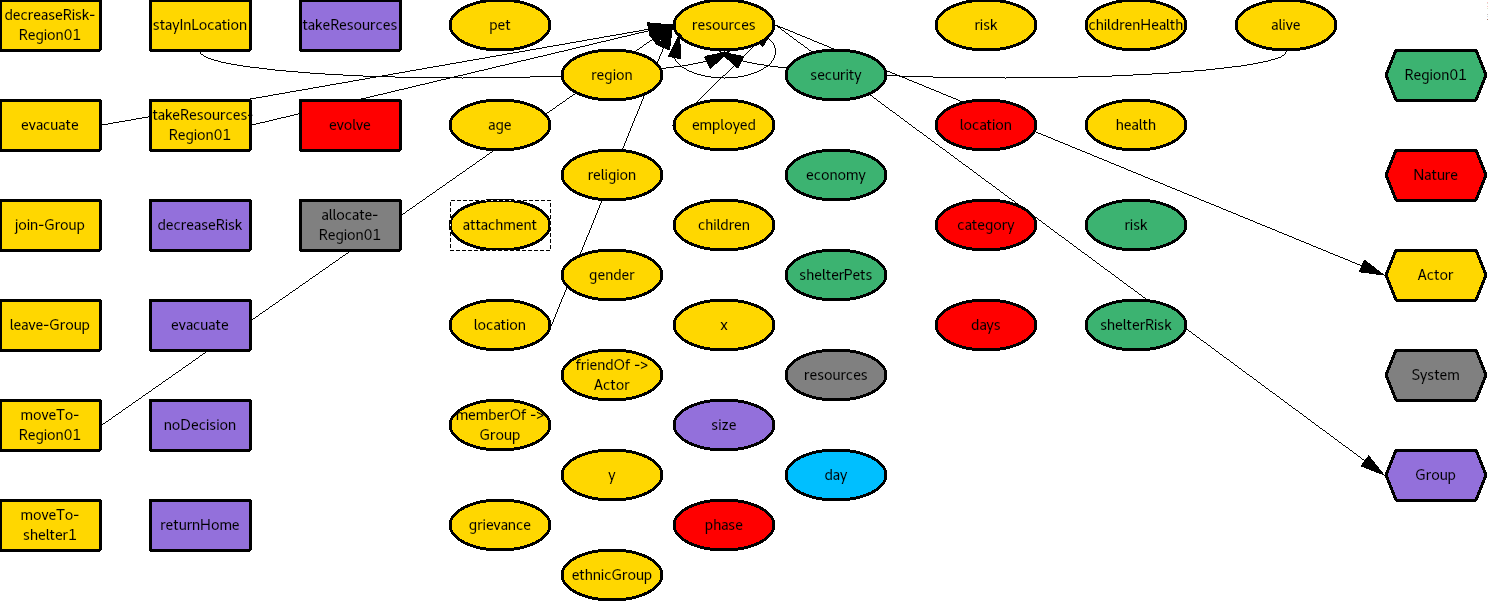 decreaseRisk-
Region01
stayInLocation
takeResources
pet
resources
risk
childrenHealth
alive
region
security
Region01
evacuate
takeResources-
Region01
evolve
age
employed
location
health
religion
economy
Nature
join-Group
decreaseRisk
allocate-
Region01
attachment
children
category
risk
gender
shelterPets
Actor
leave-Group
evacuate
location
x
days
shelterRisk
friendOf ->
Actor
resources
System
moveTo-
Region01
noDecision
memberOf ->
Group
size
y
day
Group
moveTo-
shelter1
returnHome
grievance
phase
ethnicGroup